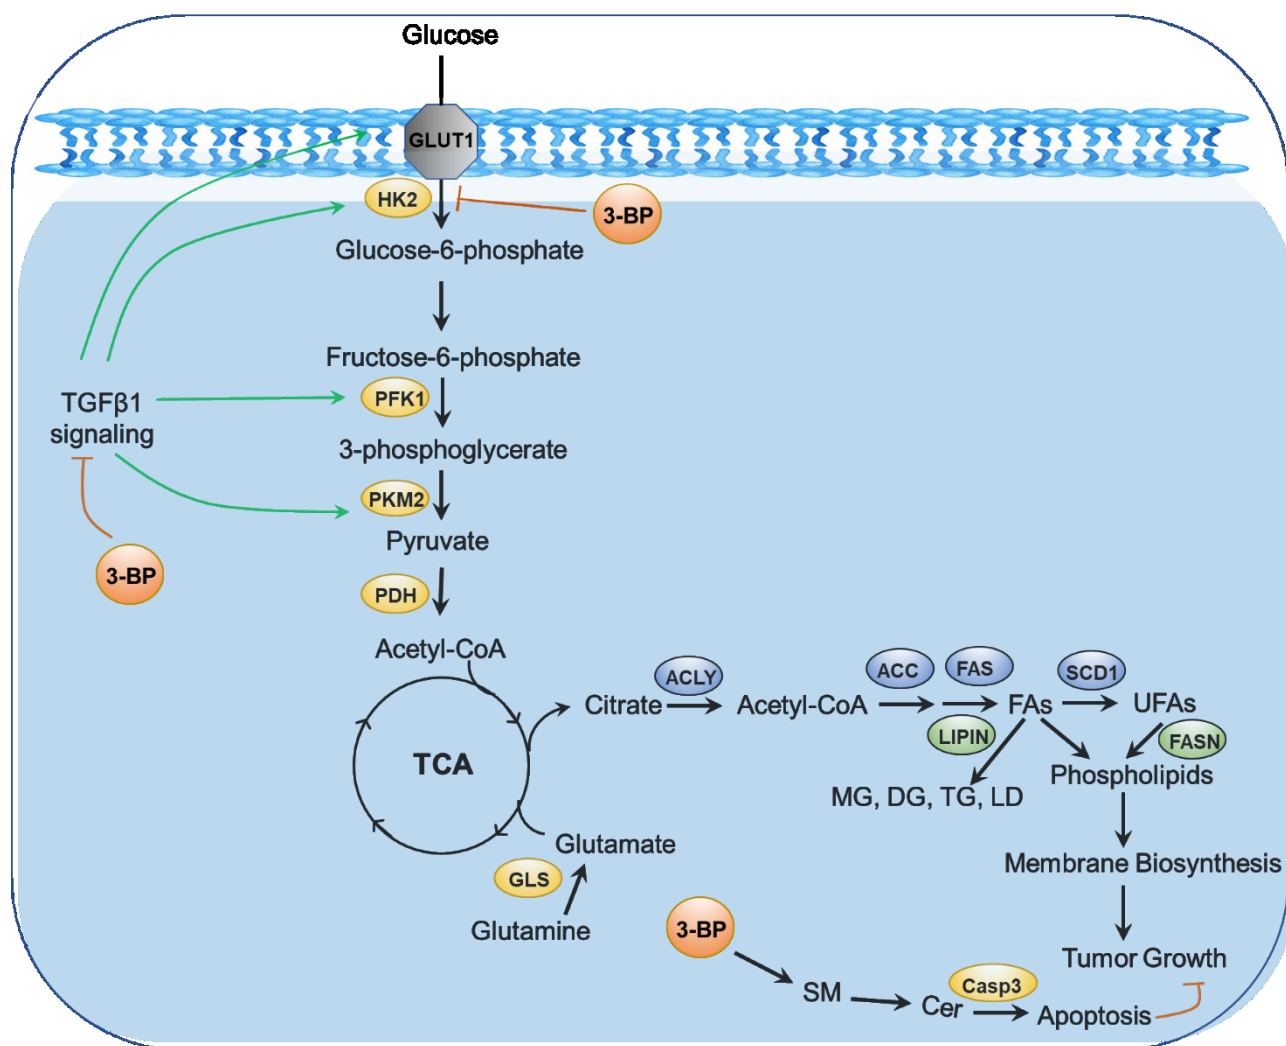 Glucose
GLUT1
HK2
3-BP
Glucose-6-phosphate
Fructose-6-phosphate
TGFβ1
signaling
PFK1
3-phosphoglycerate
PKM2
Pyruvate
3-BP
PDH
Acetyl-CoA
TCA
Citrate
ACLY
Acetyl-CoA
ACC
FAS
LIPIN
FAs
SCD1
UFAs
FASN
MG, DG, TG, LD
Phospholipids
Glutamate
GLS
Glutamine
Membrane Biosynthesis
Tumor Growth
3-BP
SM
Cer
Casp3
Apoptosis